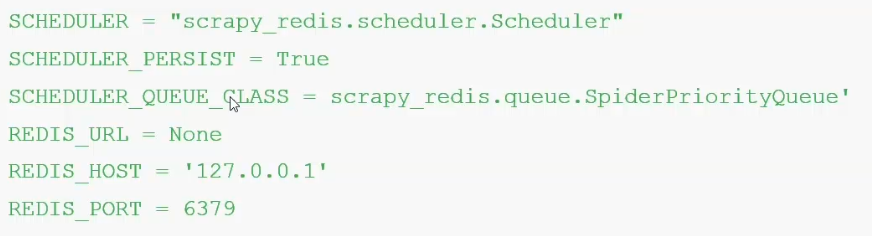 SCHEDULER = "scrapy_redis.scheduler.Scheduler"
SCHEDULER_PERSIST = True
SCHEDULER_QUEUE_CLASS = scrapy_redis.queue.SpiderPriorityQueue'
REDIS_URL = None
REDIS_HOST = '127.0.0.1'
REDIS_PORT = 6379